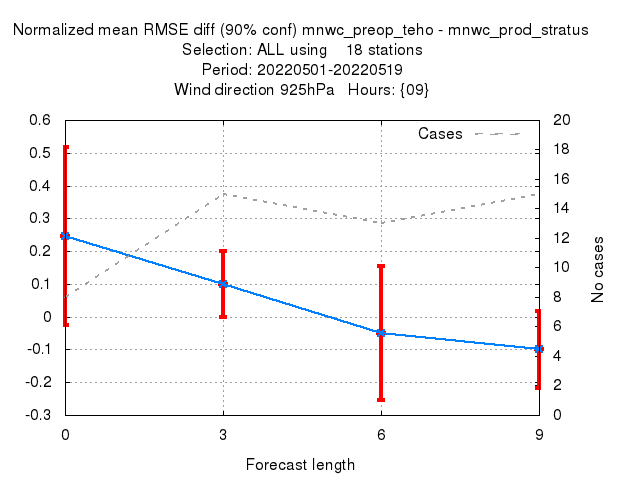 Normalized mean RMSE diff (90% conf) mnwc_preop_teho - mnwc_prod_stratus
Selection: ALL using    18 stations
Period: 20220501-20220519
Wind direction 925hPa   Hours: {09}
Cases
0.6
0.5
0.4
0.3
0.2
0.1
0
-0.1
-0.2
-0.3
20
18
16
14
12
10
8
6
4
2
0
No cases
0 3 6 9
Forecast length